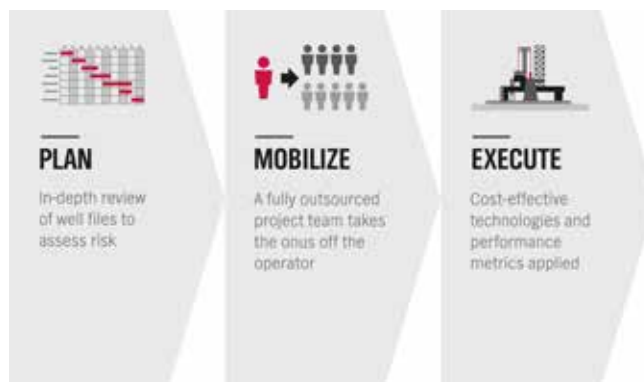 PLAN
In-depth review
of well files to
assess risk
MOBILIZE
A fully outsourced
project team takes
the onus off the
operator
EXECUTE
Cost-effective
technologies and
performance
metrics applied